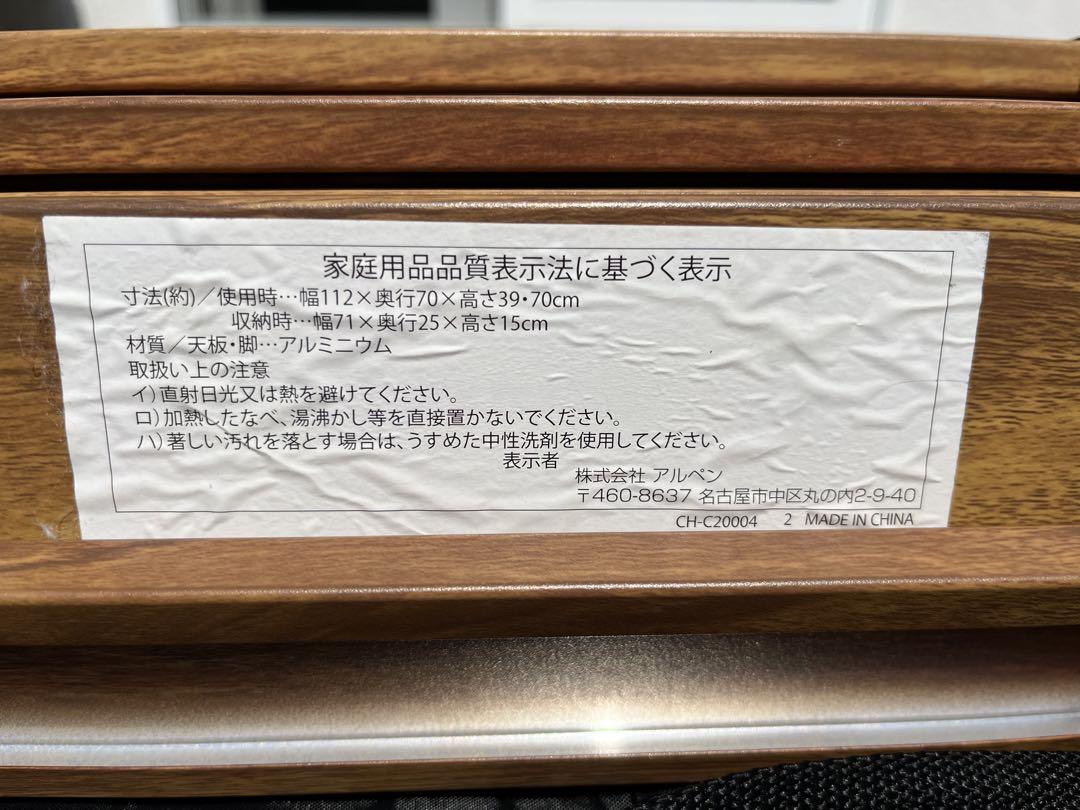 家庭用品品質表示法に基づく表示
寸法(約)／使用時…幅112×奥行70×高さ39・70cm
収納時…幅71×奥行25×高さ15cm
材質／天板・脚…アルミニウム
取扱い上の注意
イ)直射日光又は熱を避けてください。
ロ)加熱したなべ、湯沸かし等を直接置かないでください。
ハ)著しい汚れを落とす場合は、うすめた中性洗剤を使用してください。
表示者
株式会社 アルペン
〒460-8637 名古屋市中区丸の内2-9-40
CH-C20004 2 MADE IN CHINA